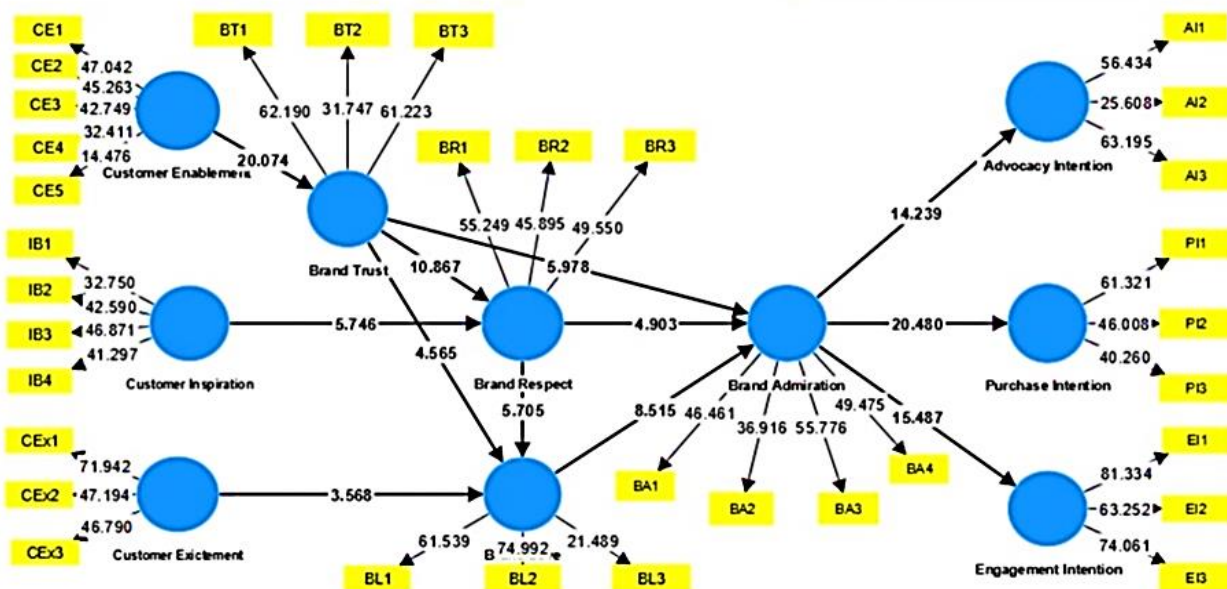 CE1
CE2
CE3
CE4
CE5
47.042
45.263
42.749
32.411
14.476
Customer Enablement
20.074
BT1
BT2
BT3
62.190
31.747
61.223
Brand Trust
BR1
BR2
BR3
55.249
45.895
49.550
10.867
5.978
4.565
IB1
IB2
IB3
IB4
32.750
42.590
46.871
41.297
Customer Inspiration
5.746
Brand Respect
4.903
5.705
CEx1
CEx2
CEx3
71.942
47.194
46.790
Customer Exictement
3.568
8.515
61.539
74.992
21.489
BL1
BL2
BL3
Brand Admiration
46.461
36.916
55.776
49.475
BA1
BA2
BA3
BA4
14.239
20.480
15.487
AI1
AI2
AI3
56.434
25.608
63.195
Advocacy Intention
PI1
PI2
PI3
61.321
46.008
40.260
Purchase Intention
EI1
EI2
EI3
81.334
63.252
74.061
Engagement Intention